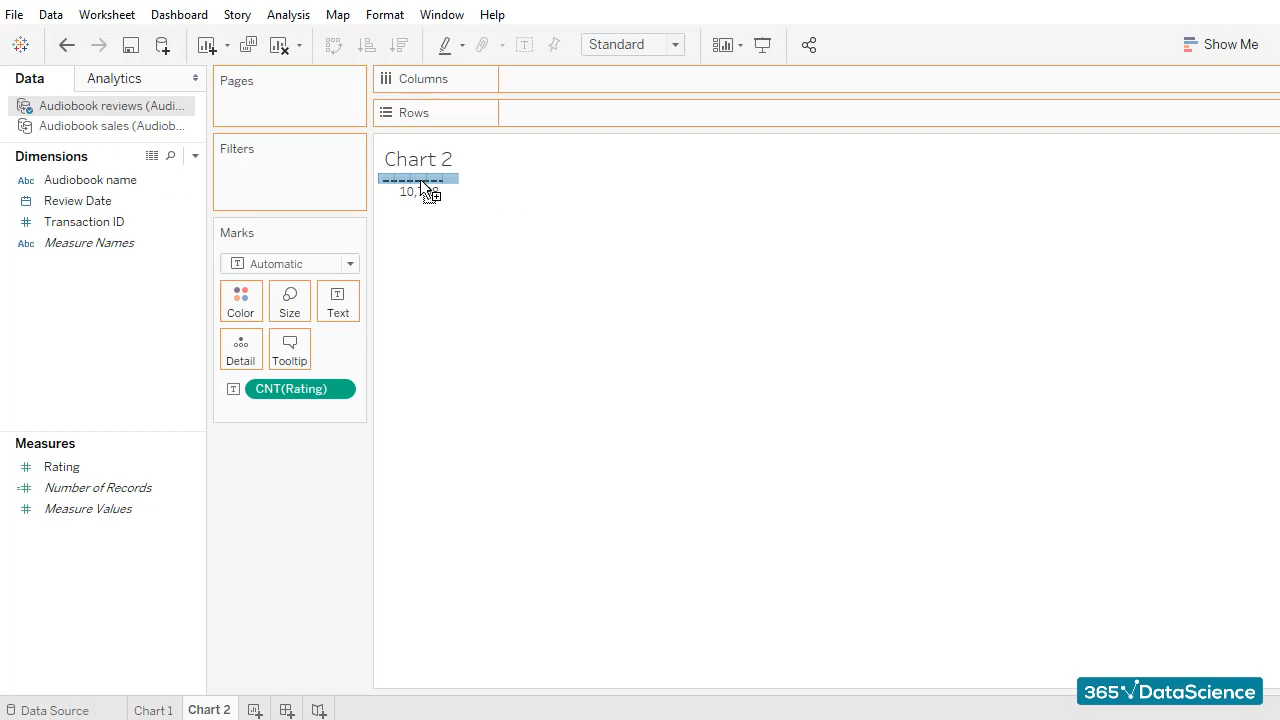 File Data Worksheet Dashboard Story Analysis Map Format Window Help
Standard
Show Me
Data Analytics
Audiobook reviews (Audi...
Audiobook sales (Audiob...
Dimensions
Abc Audiobook name
Review Date
Transaction ID
Abc Measure Names
Measures
Rating
Number of Records
Measure Values
Pages
Filters
Marks
Automatic
Color Size Text
Detail Tooltip
CNT(Rating)
Columns
Rows
Chart 2
Data Source Chart 1 Chart 2
365 DataScience